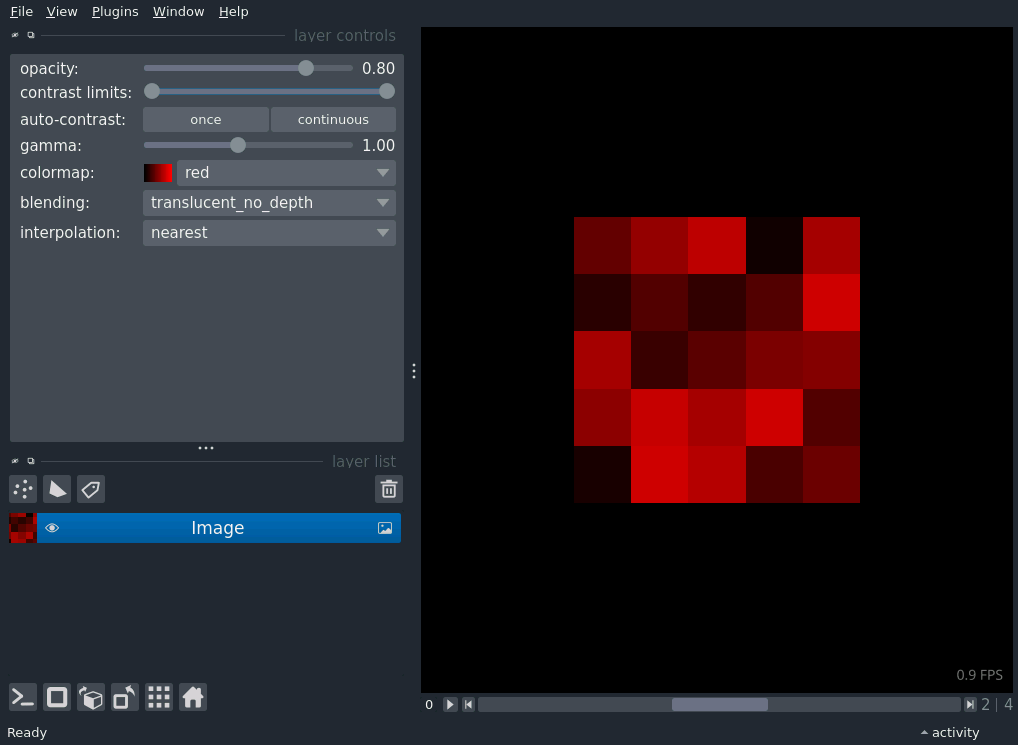 File View Plugins Window Help
layer controls
opacity: 0.80
contrast limits:
auto-contrast: once continuous
gamma: 1.00
colormap: red
blending: translucent_no_depth
interpolation: nearest
layer list
Image
0.9 FPS
0 2 | 4
Ready activity